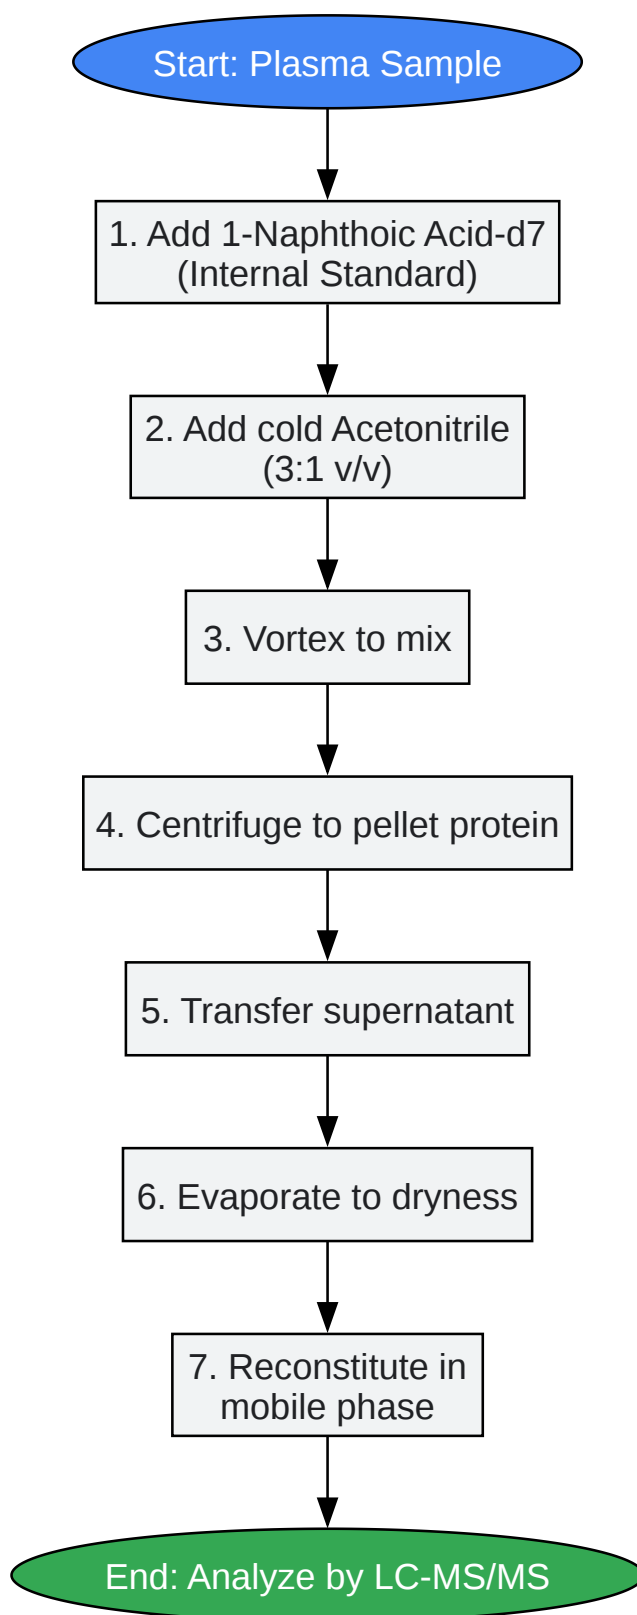 Start: Plasma Sample
1. Add 1-Naphthoic Acid-d7
(Internal Standard)
2. Add cold Acetonitrile
(3:1 v/v)
3. Vortex to mix
4. Centrifuge to pellet protein
5. Transfer supernatant
6. Evaporate to dryness
7. Reconstitute in
mobile phase
End: Analyze by LC-MS/MS